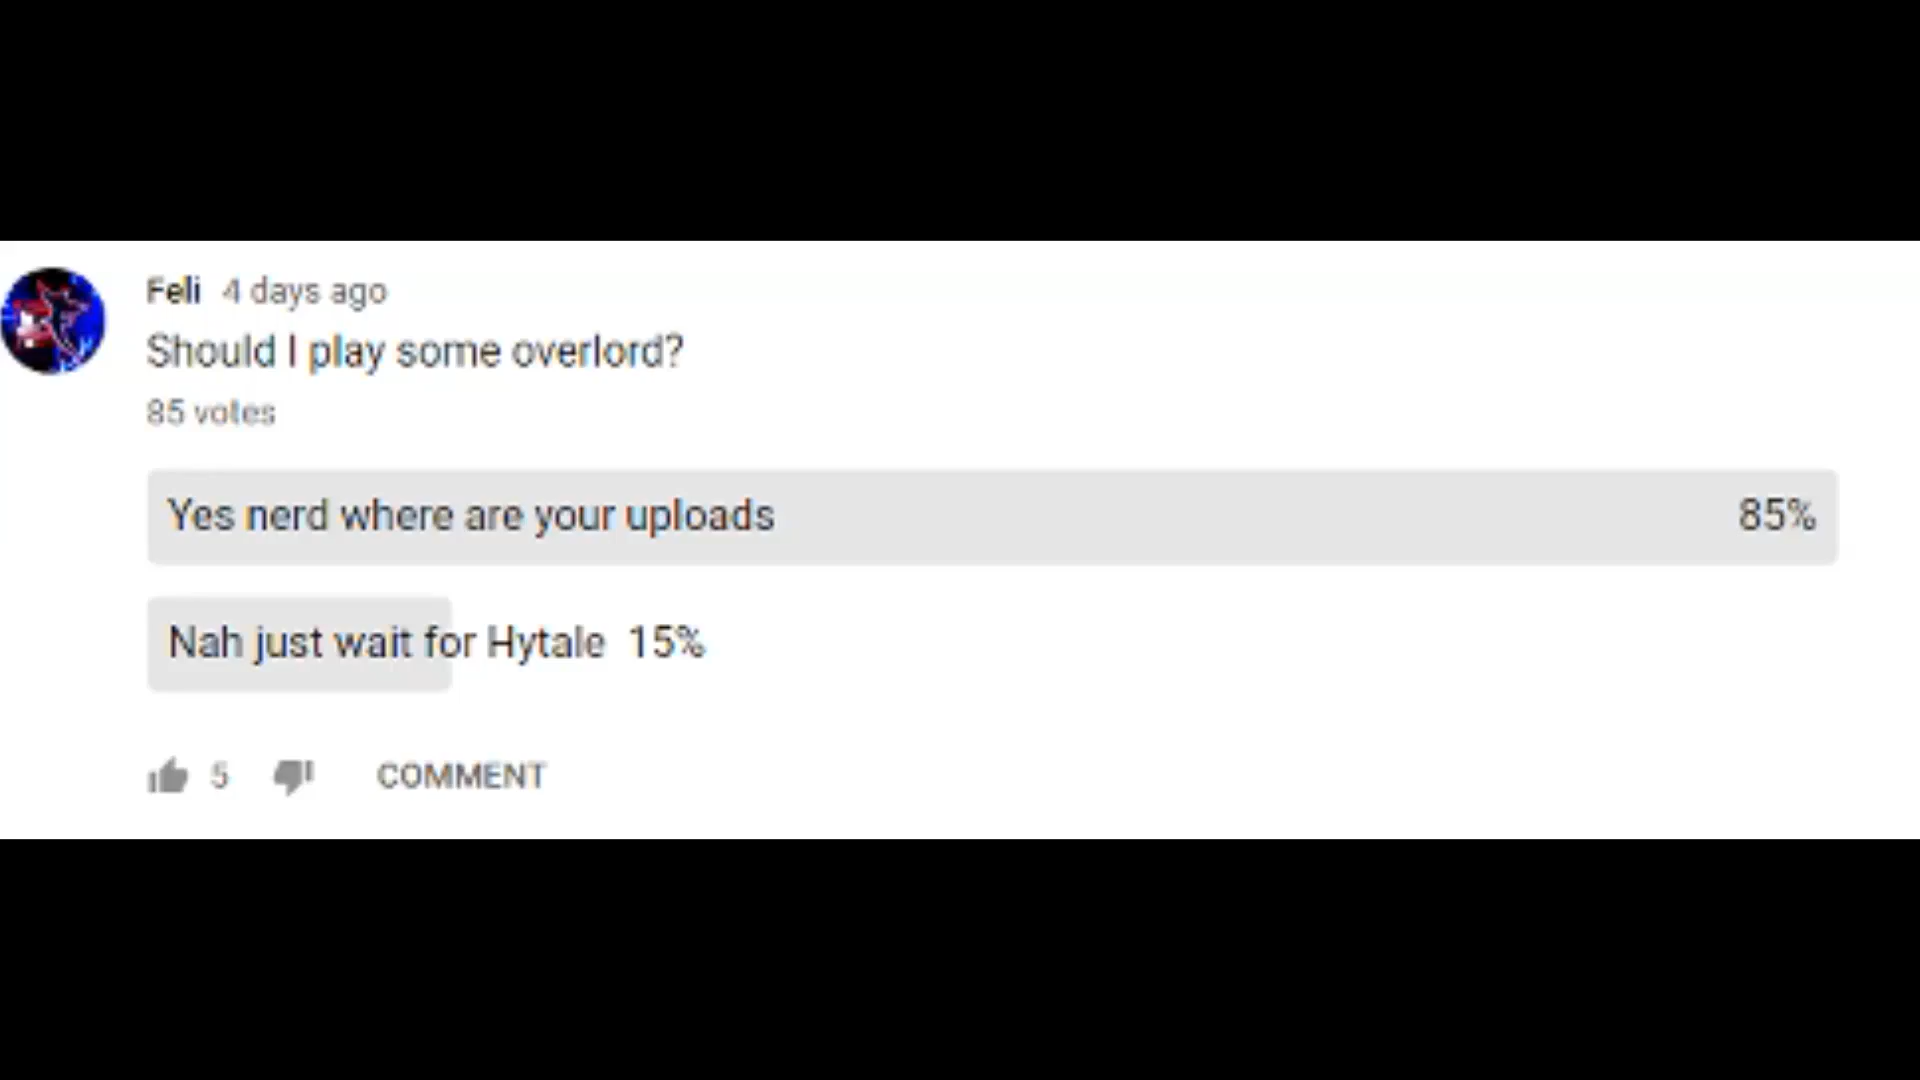 Feli 4 days ago
Should I play some overlord?
85 votes
Yes nerd where are your uploads 85%
Nah just wait for Hytale 15%
5 COMMENT